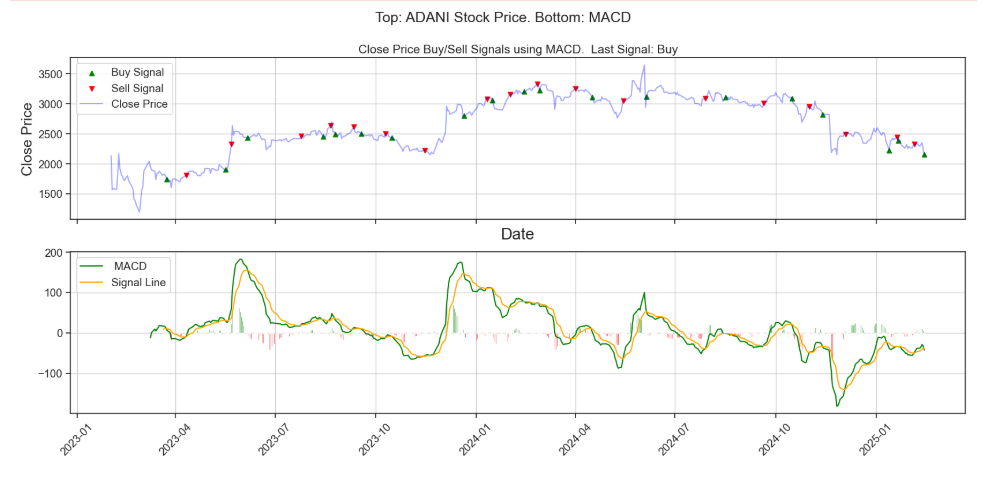 Top: ADANI Stock Price. Bottom: MACD
Close Price Buy/Sell Signals using MACD.  Last Signal: Buy
Close Price
3500
3000
2500
2000
1500
Buy Signal
Sell Signal
Close Price
Date
200
100
0
−100
MACD
Signal Line
2023-01
2023-04
2023-07
2023-10
2024-01
2024-04
2024-07
2024-10
2025-01